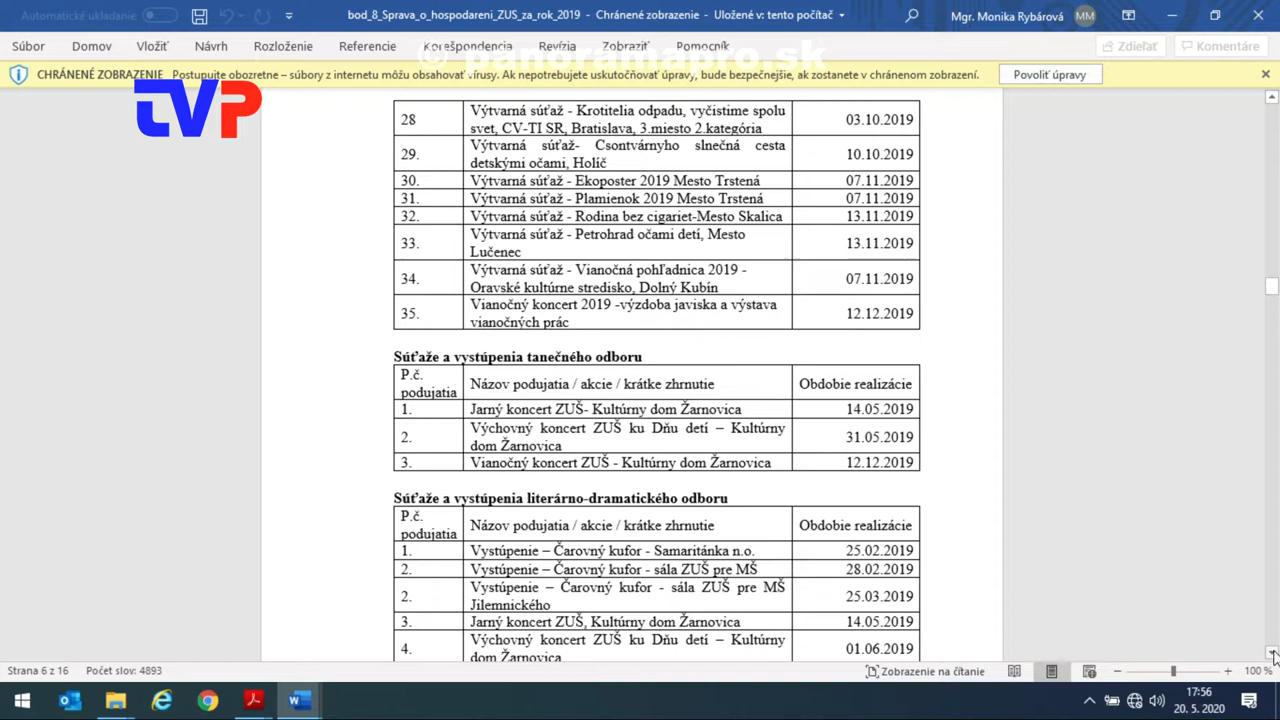 Automatické ukladanie
bod_8_Sprava_o_hospodareni_ZUS_za_rok_2019 - Chránené zobrazenie - Uložené v: tento počítač
Mgr. Monika Rybárová MM
Súbor Domov Vložiť Návrh Rozloženie Referencie Korešpondencia Revízia Zobraziť Pomocník Zdieľať Komentáre
© panoramapro.sk
CHRÁNENÉ ZOBRAZENIE Postupujte obozretne – súbory z internetu môžu obsahovať vírusy. Ak nepotrebujete uskutočňovať úpravy, bude bezpečnejšie, ak zostanete v chránenom zobrazení. Povoliť úpravy
TVP
28 Výtvarná súťaž - Krotitelia odpadu, vyčistime spolu 03.10.2019
svet, CV-TI SR, Bratislava, 3.miesto 2.kategória
29. Výtvarná súťaž- Csontvárnyho slnečná cesta 10.10.2019
detskými očami, Holíč
30. Výtvarná súťaž - Ekoposter 2019 Mesto Trstená 07.11.2019
31. Výtvarná súťaž - Plamienok 2019 Mesto Trstená 07.11.2019
32. Výtvarná súťaž - Rodina bez cigariet-Mesto Skalica 13.11.2019
33. Výtvarná súťaž - Petrohrad očami detí, Mesto 13.11.2019
Lučenec
34. Výtvarná súťaž - Vianočná pohľadnica 2019 - 07.11.2019
Oravské kultúrne stredisko, Dolný Kubín
35. Vianočný koncert 2019 -výzdoba javiska a výstava 12.12.2019
vianočných prác
Súťaže a vystúpenia tanečného odboru
P.č. podujatia Názov podujatia / akcie / krátke zhrnutie Obdobie realizácie
1. Jarný koncert ZUŠ- Kultúrny dom Žarnovica 14.05.2019
2. Výchovný koncert ZUŠ ku Dňu detí – Kultúrny 31.05.2019
dom Žarnovica
3. Vianočný koncert ZUŠ - Kultúrny dom Žarnovica 12.12.2019
Súťaže a vystúpenia literárno-dramatického odboru
P.č. podujatia Názov podujatia / akcie / krátke zhrnutie Obdobie realizácie
1. Vystúpenie – Čarovný kufor - Samaritánka n.o. 25.02.2019
2. Vystúpenie – Čarovný kufor - sála ZUŠ pre MŠ 28.02.2019
2. Vystúpenie – Čarovný kufor - sála ZUŠ pre MŠ 25.03.2019
Jilemnického
3. Jarný koncert ZUŠ, Kultúrny dom Žarnovica 14.05.2019
4. Výchovný koncert ZUŠ ku Dňu detí – Kultúrny 01.06.2019
dom Žarnovica
Strana 6 z 16 Počet slov: 4893 Zobrazenie na čítanie 100 %
17:56
20. 5. 2020